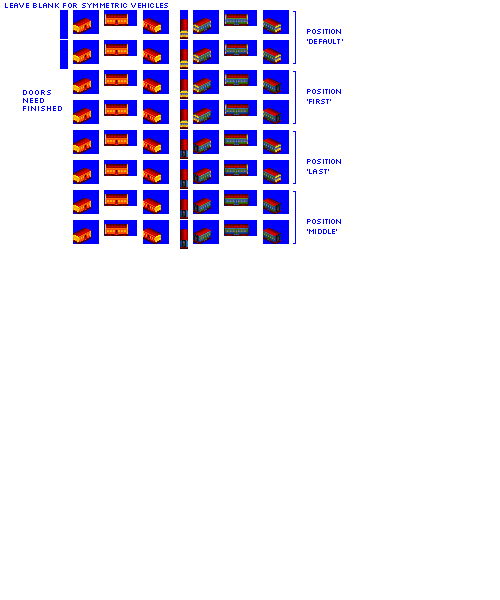 LEAVE BLANK FOR SYMMETRIC VEHICLES
POSITION
'DEFAULT'
DOORS
NEED
FINISHED
POSITION
'FIRST'
POSITION
'LAST'
POSITION
'MIDDLE'